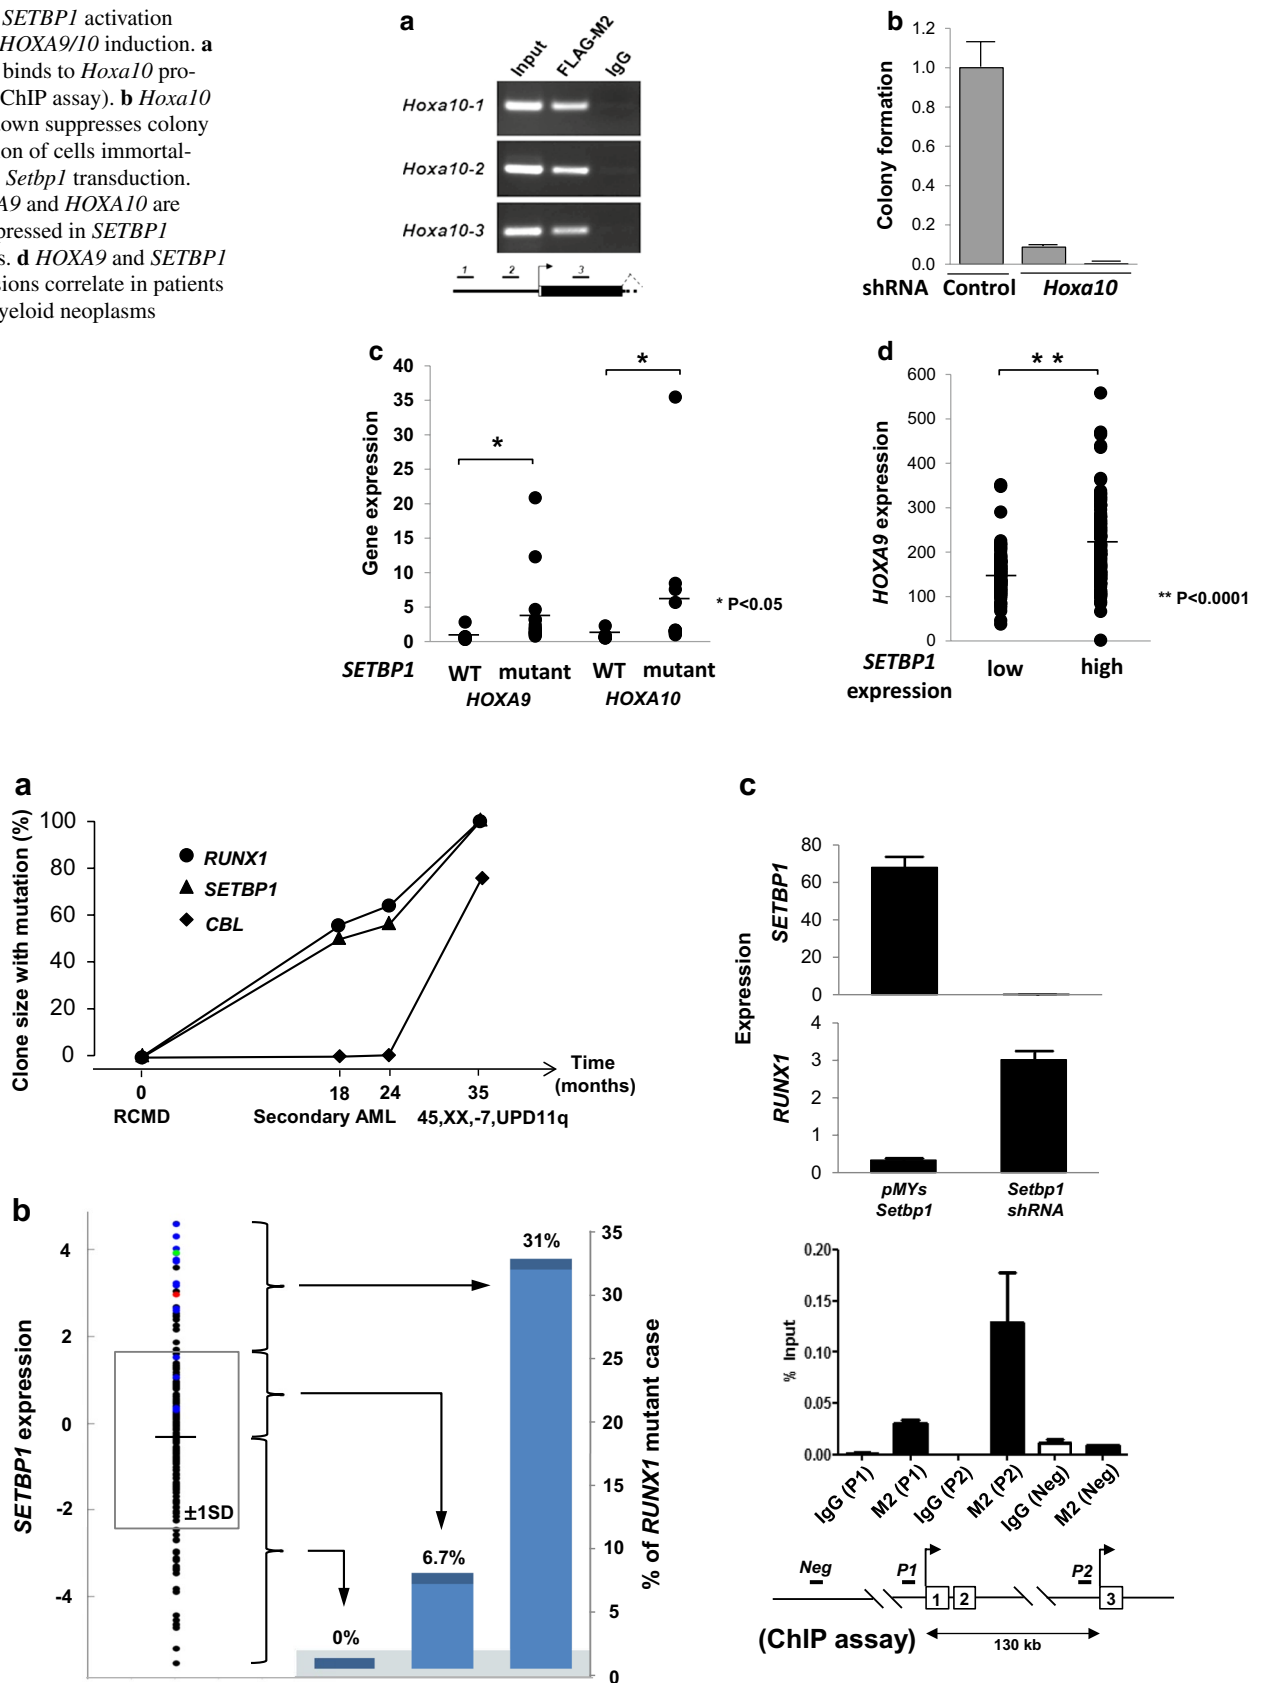 SETBP1 activation
HOXA9/10 induction. a
binds to Hoxa10 pro-
ChIP assay). b Hoxa10
own suppresses colony
ion of cells immortal-
Setbp1 transduction.
A9 and HOXA10 are
pressed in SETBP1
s. d HOXA9 and SETBP1
sions correlate in patients
yeloid neoplasms
a
Input
FLAG-M2
IgG
Hoxa10-1
Hoxa10-2
Hoxa10-3
1 2 3
b
Colony formation
1.2
1.0
0.8
0.6
0.4
0.2
0.0
shRNA Control Hoxa10
c
Gene expression
40
35
30
25
20
15
10
5
0
*
*
* P<0.05
SETBP1 WT mutant WT mutant
HOXA9 HOXA10
d
HOXA9 expression
600
500
400
300
200
100
0
* *
** P<0.0001
SETBP1
expression
low high
a
Clone size with mutation (%)
100
80
60
40
20
0
RUNX1
SETBP1
CBL
0 18 24 35
Time
(months)
RCMD Secondary AML 45,XX,-7,UPD11q
b
SETBP1 expression
4
2
0
-2
-4
±1SD
0%
6.7%
31%
35
30
25
20
15
10
5
0
% of RUNX1 mutant case
c
Expression
SETBP1
80
60
40
20
0
RUNX1
4
3
2
1
0
pMYs
Setbp1
Setbp1
shRNA
% Input
0.20
0.15
0.10
0.05
0.00
IgG (P1)
M2 (P1)
IgG (P2)
M2 (P2)
IgG (Neg)
M2 (Neg)
Neg P1 P2
1 2 3
(ChIP assay) 130 kb